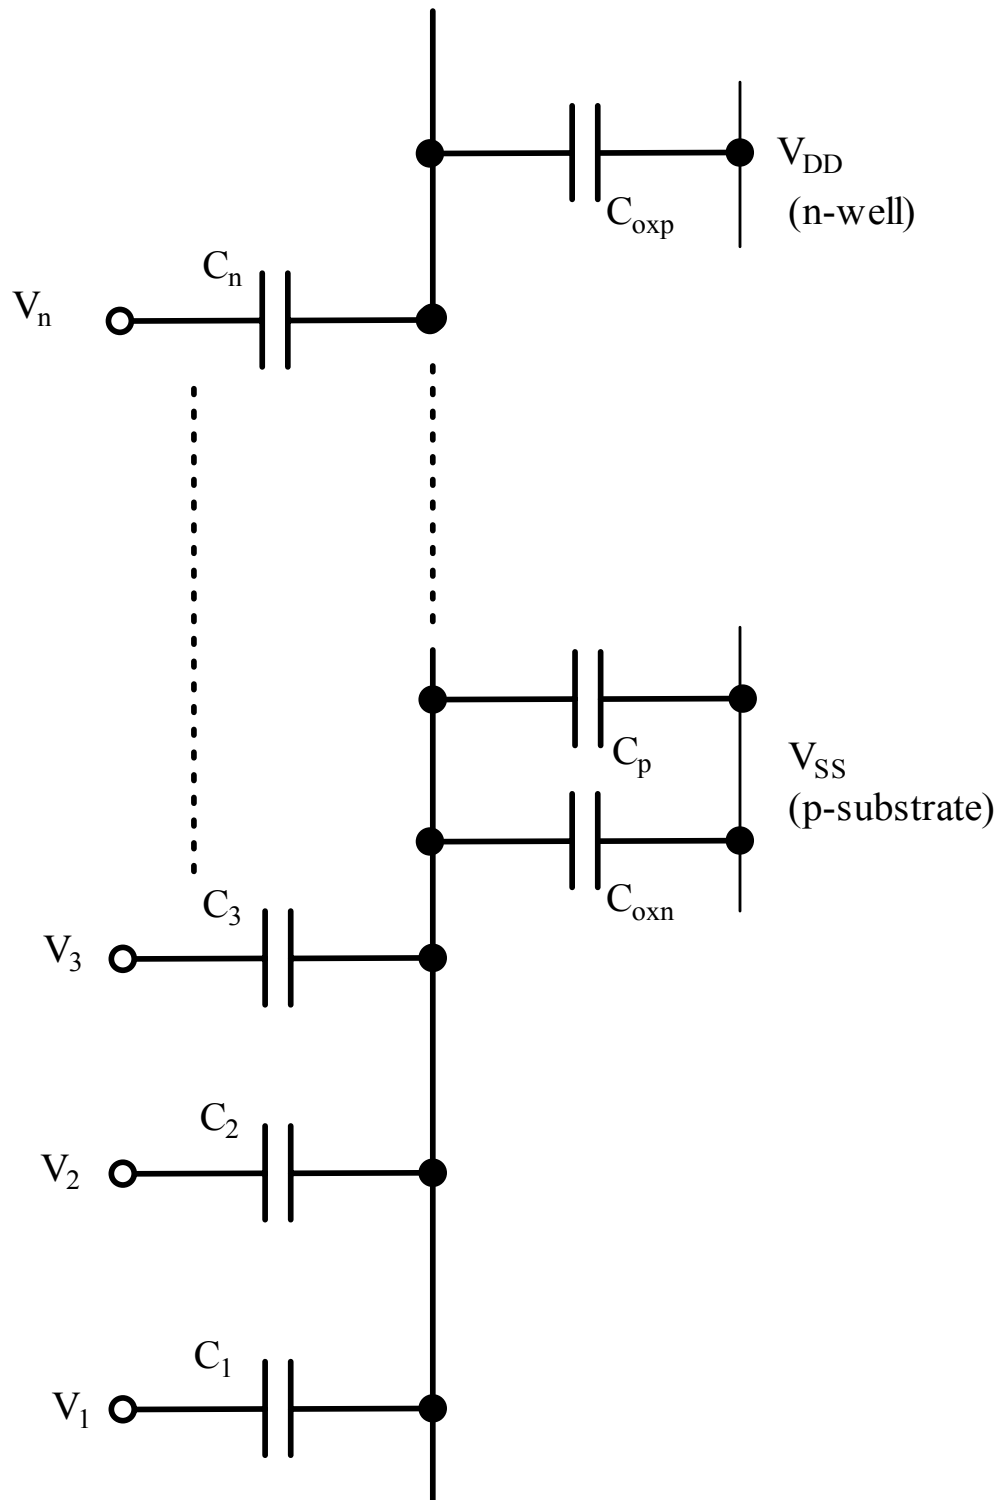 V_DD
(n-well)
C_oxp
C_n
V_n
C_p
V_SS
(p-substrate)
C_oxn
C_3
V_3
C_2
V_2
C_1
V_1